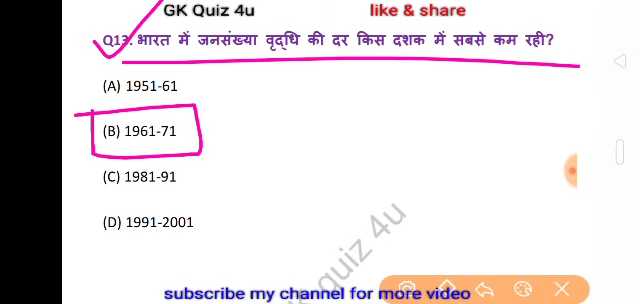 GK Quiz 4u like & share
Q13. भारत में जनसंख्या वृद्धि की दर किस दशक में सबसे कम रही?
(A) 1951-61
(B) 1961-71
(C) 1981-91
(D) 1991-2001
quiz 4u
subscribe my channel for more video